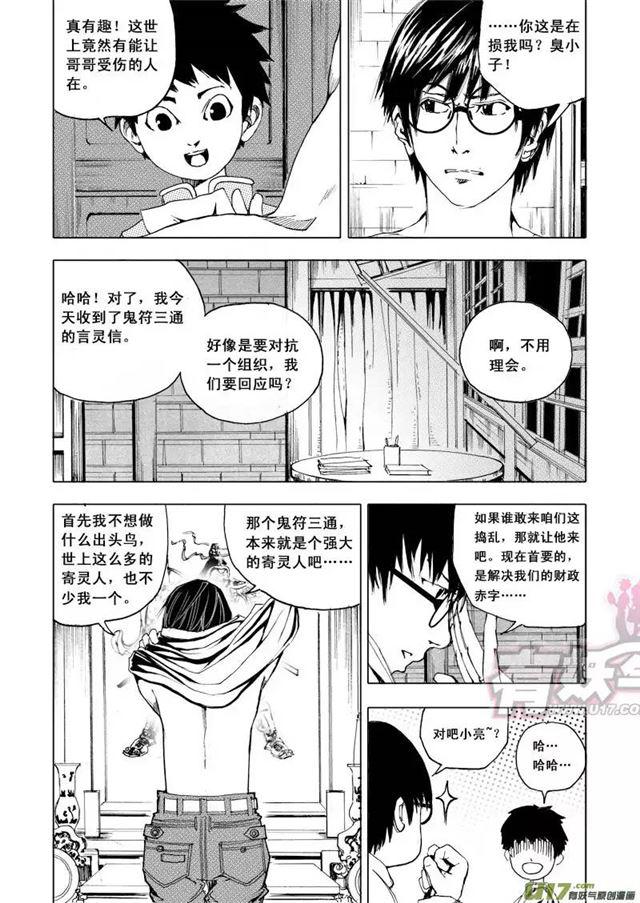 真有趣！这世
上竟然有能让
哥哥受伤的人
在。
……你这是在
损我吗？臭小
子！
哈哈！对了，我今
天收到了鬼符三通
的言灵信。
好像是要对抗
一个组织，我
们要回应吗？
啊，不用
理会。
首先我不想做
什么出头鸟，
世上这么多的
寄灵人，也不
少我一个。
那个鬼符三通，
本来就是个强大
的寄灵人吧……
如果谁敢来咱们这
捣乱，那就让他来
吧。现在首要的，
是解决我们的财政
赤字……
对吧小亮~？
哈…
哈哈…
有妖气
U17.COM
U17.com
有妖气原创漫画